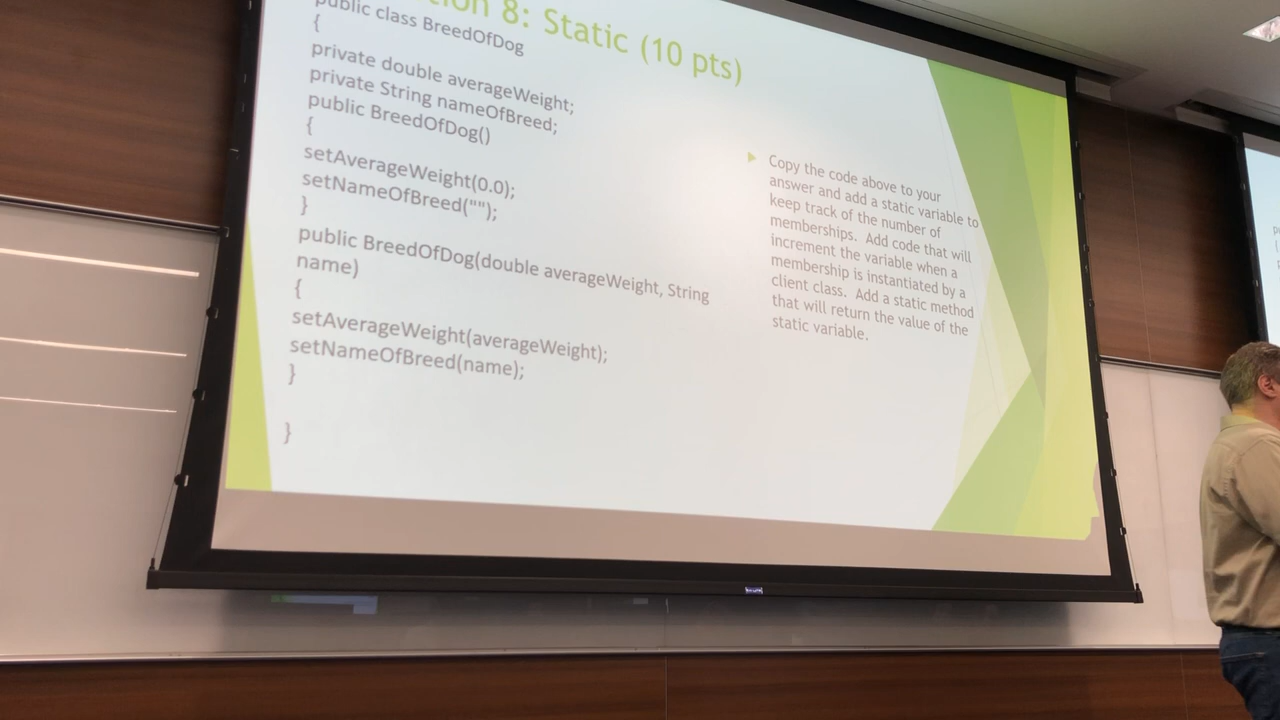 8: Static (10 pts)
public class BreedOfDog
{
private double averageWeight;
private String nameOfBreed;
public BreedOfDog()
{
setAverageWeight(0.0);
setNameOfBreed("");
}
public BreedOfDog(double averageWeight, String
name)
{
setAverageWeight(averageWeight);
setNameOfBreed(name);
}
}
Copy the code above to your
answer and add a static variable to
keep track of the number of
memberships. Add code that will
increment the variable when a
membership is instantiated by a
client class. Add a static method
that will return the value of the
static variable.